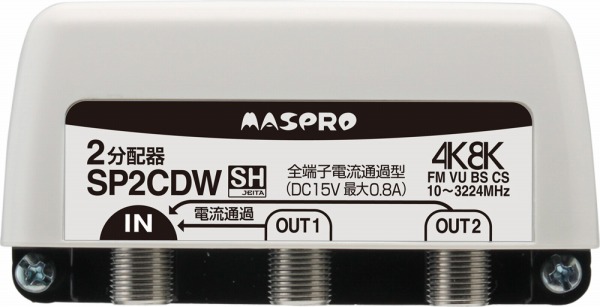 MASPRO
2分配器
SP2CDW SH JEITA
全端子電流通過型
(DC15V 最大0.8A)
4K8K
FM VU BS CS
10～3224MHz
IN
電流通過
OUT1
OUT2